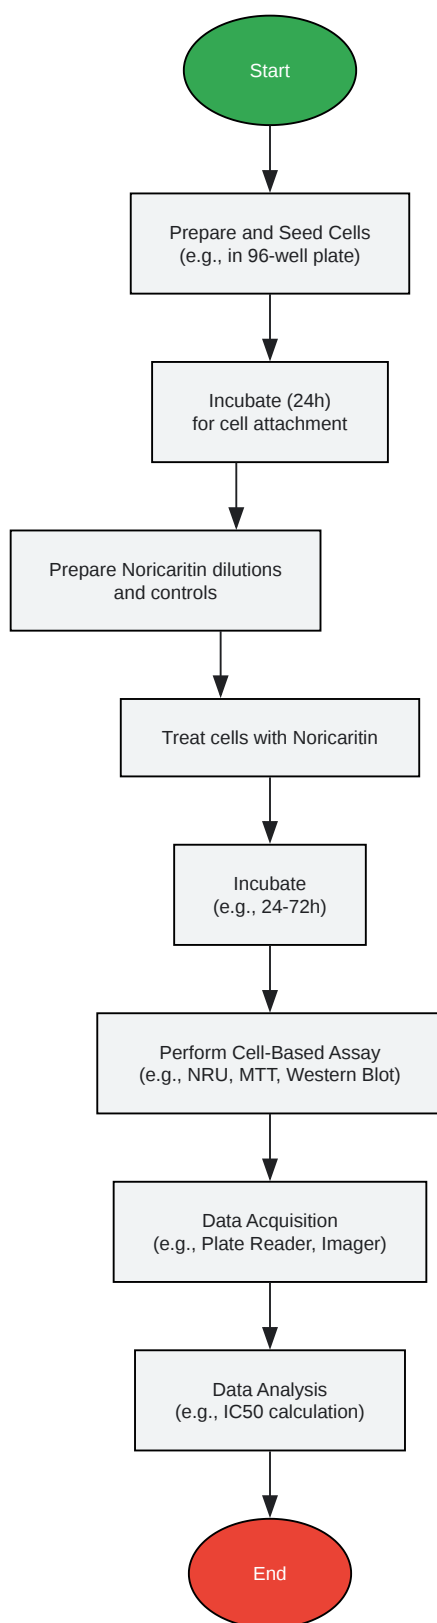 Start
Prepare and Seed Cells
(e.g., in 96-well plate)
Incubate (24h)
for cell attachment
Prepare Noricaritin dilutions
and controls
Treat cells with Noricaritin
Incubate
(e.g., 24-72h)
Perform Cell-Based Assay
(e.g., NRU, MTT, Western Blot)
Data Acquisition
(e.g., Plate Reader, Imager)
Data Analysis
(e.g., IC50 calculation)
End